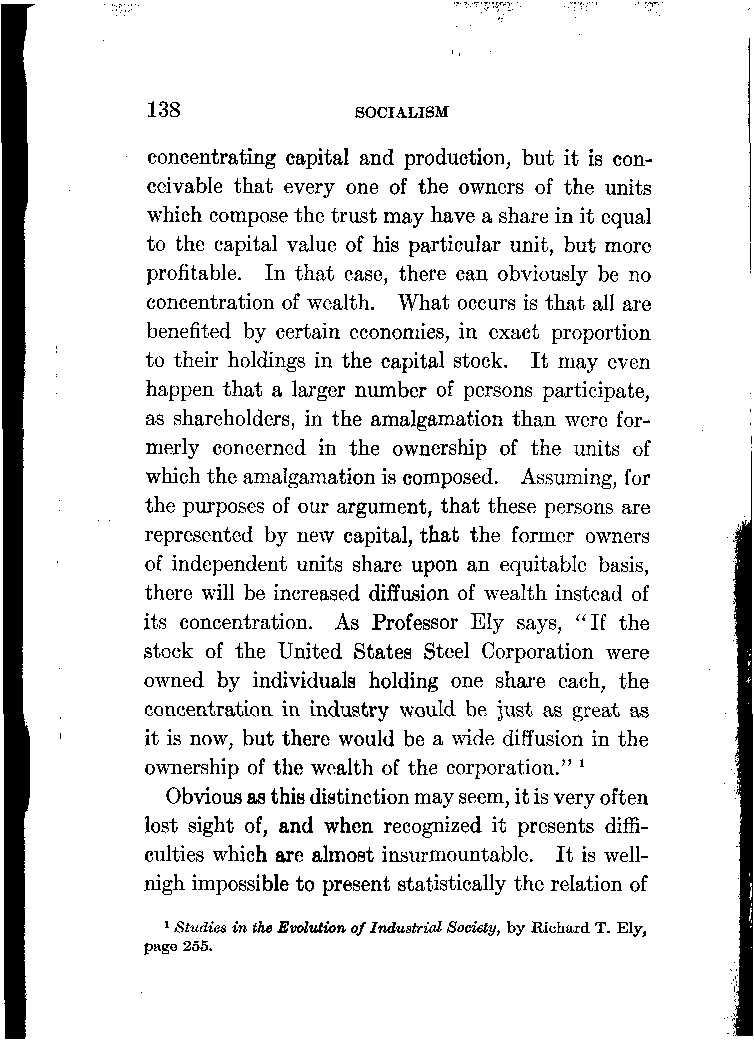 138 SOCIALISM
concentrating capital and production, but it is con-
ceivable that every one of the owners of the units
which compose the trust may have a share in it equal
to the capital value of his particular unit, but more
profitable. In that case, there can obviously be no
concentration of wealth. What occurs is that all are
benefited by certain economies, in exact proportion
to their holdings in the capital stock. It may even
happen that a larger number of persons participate,
as shareholders, in the amalgamation than were for-
merly concerned in the ownership of the units of
which the amalgamation is composed. Assuming, for
the purposes of our argument, that these persons are
represented by new capital, that the former owners
of independent units share upon an equitable basis,
there will be increased diffusion of wealth instead of
its concentration. As Professor Ely says, “If the
stock of the United States Steel Corporation were
owned by individuals holding one share each, the
concentration in industry would be just as great as
it is now, but there would be a wide diffusion in the
ownership of the wealth of the corporation.” ¹
Obvious as this distinction may seem, it is very often
lost sight of, and when recognized it presents diffi-
culties which are almost insurmountable. It is well-
nigh impossible to present statistically the relation of
¹ Studies in the Evolution of Industrial Society, by Richard T. Ely,
page 255.